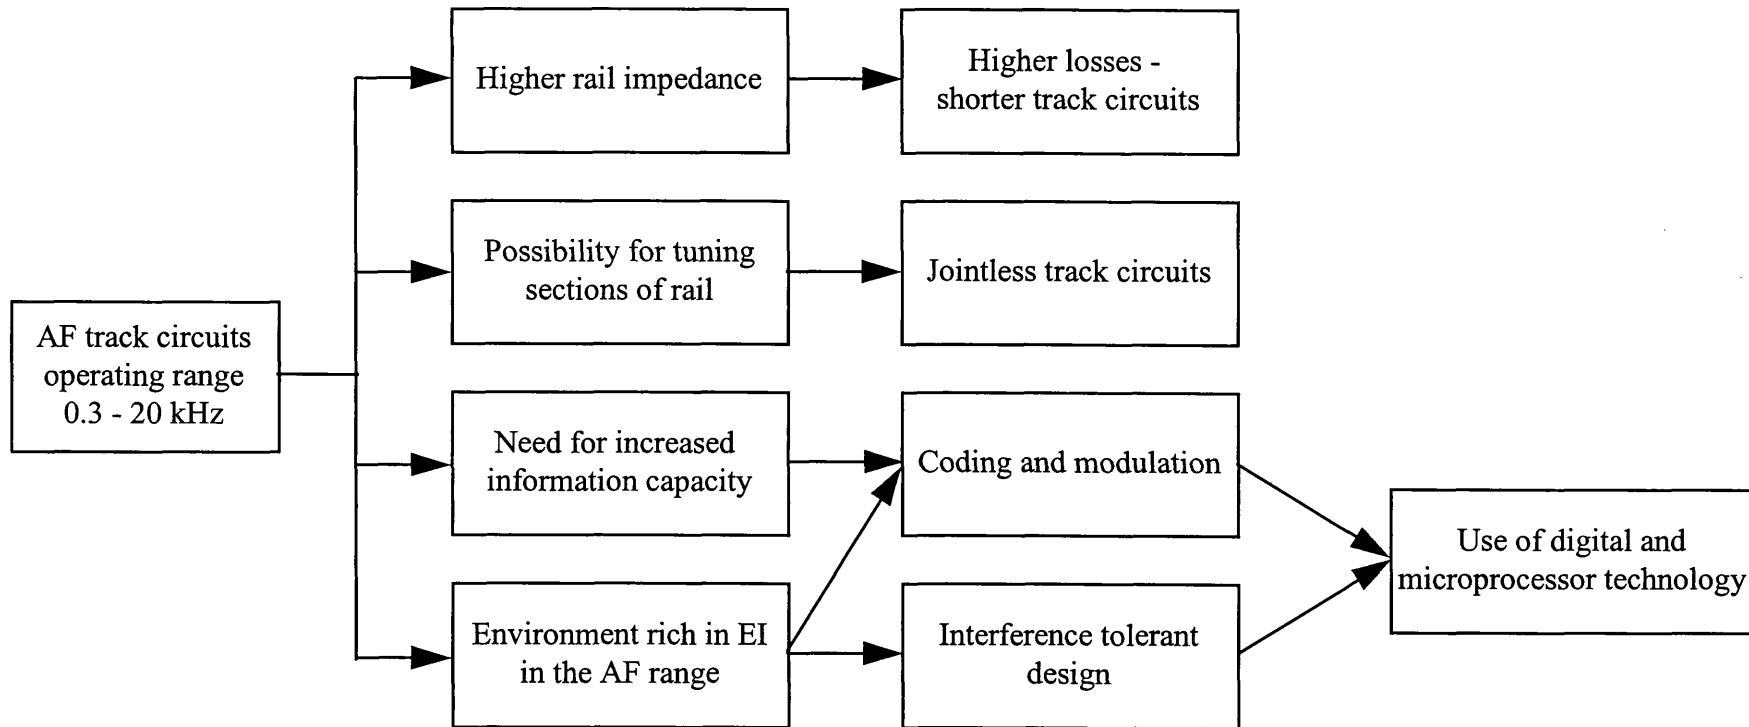 AF track circuits
operating range
0.3 - 20 kHz
Higher rail impedance
Higher losses -
shorter track circuits
Possibility for tuning
sections of rail
Jointless track circuits
Need for increased
information capacity
Coding and modulation
Environment rich in EI
in the AF range
Interference tolerant
design
Use of digital and
microprocessor technology